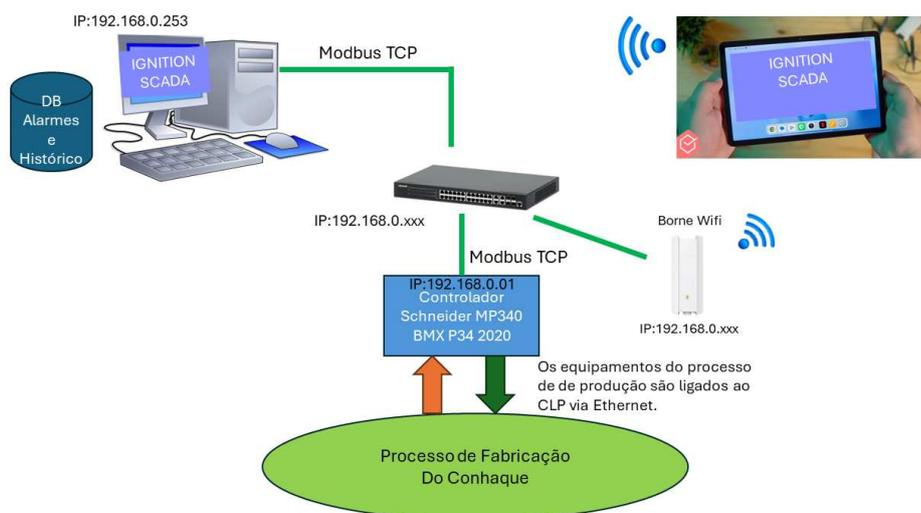 IP:192.168.0.253
IGNITION
SCADA
DB
Alarmes
e
Histórico
Modbus TCP
IGNITION
SCADA
IP:192.168.0.xxx
Modbus TCP
Borne Wifi
IP:192.168.0.xxx
IP:192.168.0.01
Controlador
Schneider MP340
BMX P34 2020
Os equipamentos do processo
de de produção são ligados ao
CLP via Ethernet.
Processo de Fabricação
Do Conhaque